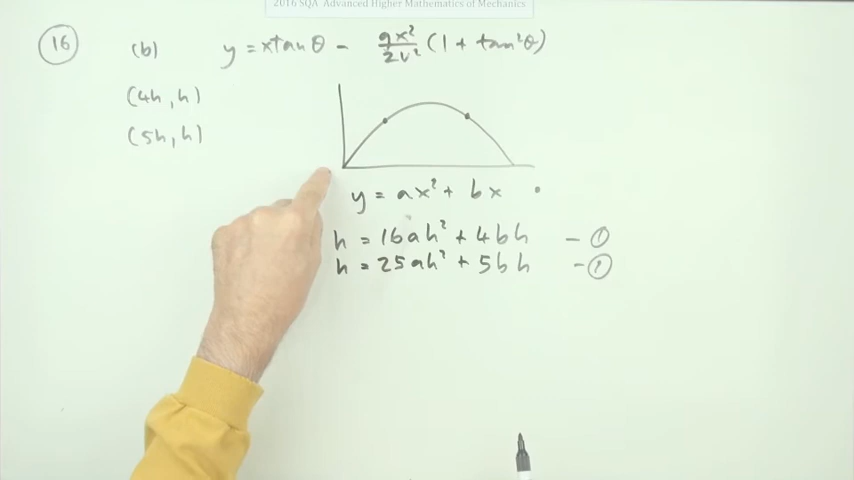 2016 SQA Advanced Higher Mathematics of Mechanics
16 (b) y = x tan θ - gx²/2V² (1 + tan²θ)
(4h, h)
(5h, h)
y = ax² + bx
h = 16ah² + 4bh - ①
h = 25ah² + 5bh - ②